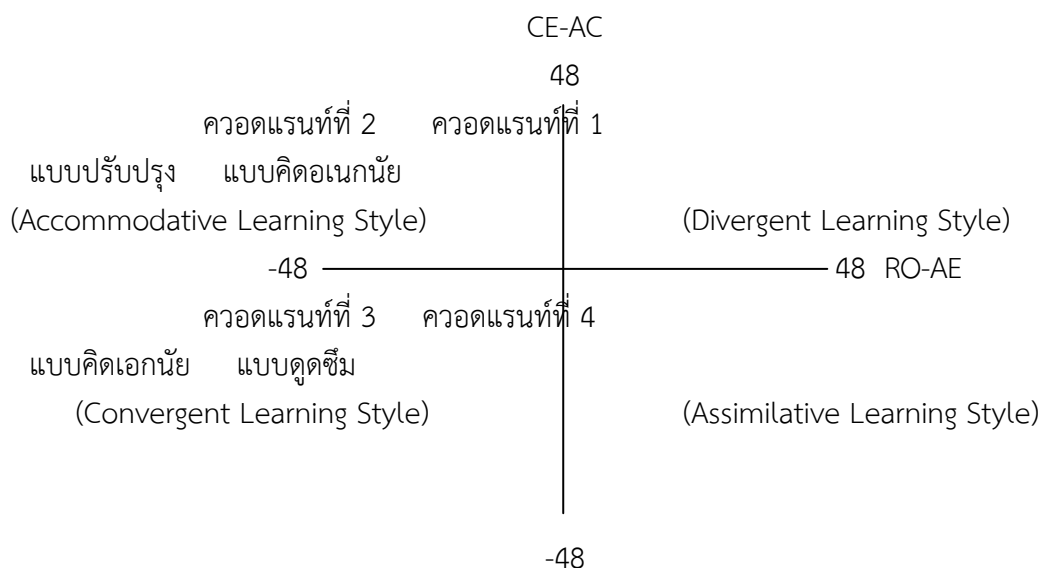 CE-AC
48
ควอดแรนท์ที่ 2 ควอดแรนท์ที่ 1
แบบปรับปรุง แบบคิดอเนกนัย
(Accommodative Learning Style) (Divergent Learning Style)
-48 48 RO-AE
ควอดแรนท์ที่ 3 ควอดแรนท์ที่ 4
แบบคิดเอกนัย แบบดูดซึม
(Convergent Learning Style) (Assimilative Learning Style)
-48